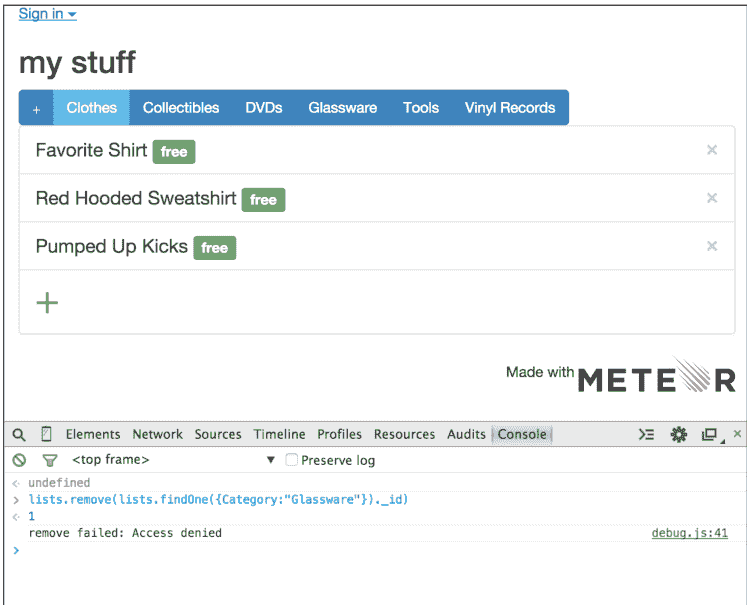 Sign in
my stuff
+ Clothes Collectibles DVDs Glassware Tools Vinyl Records
Favorite Shirt free ×
Red Hooded Sweatshirt free ×
Pumped Up Kicks free ×
+
Made with METEOR
Elements Network Sources Timeline Profiles Resources Audits Console
<top frame> Preserve log
undefined
lists.remove(lists.findOne({Category:"Glassware"})._id)
1
remove failed: Access denied debug.js:41